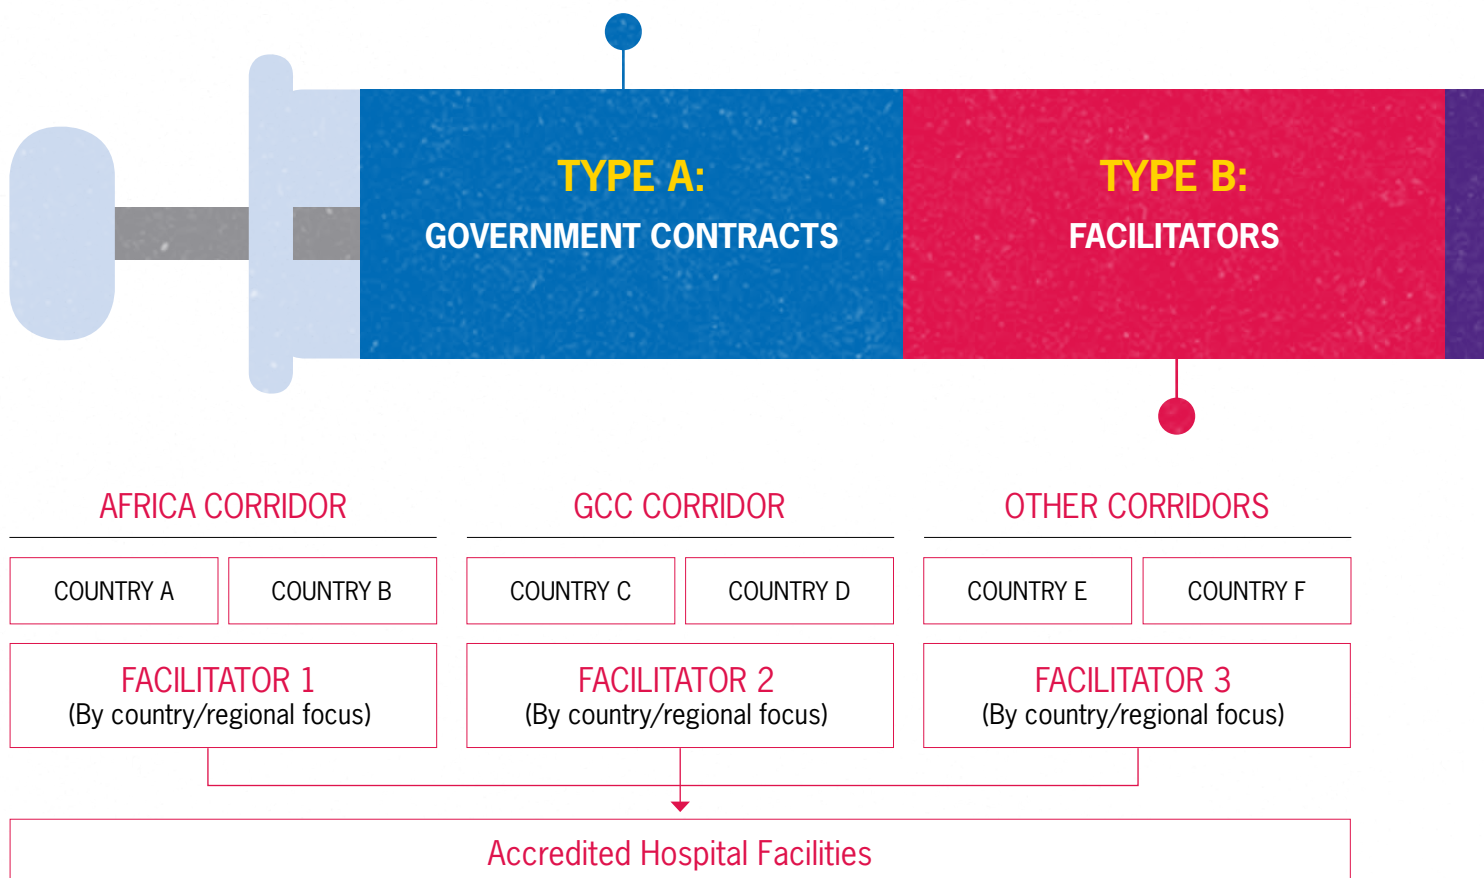 TYPE A:
GOVERNMENT CONTRACTS
TYPE B:
FACILITATORS
AFRICA CORRIDOR
GCC CORRIDOR
OTHER CORRIDORS
COUNTRY A
COUNTRY B
COUNTRY C
COUNTRY D
COUNTRY E
COUNTRY F
FACILITATOR 1
(By country/regional focus)
FACILITATOR 2
(By country/regional focus)
FACILITATOR 3
(By country/regional focus)
Accredited Hospital Facilities